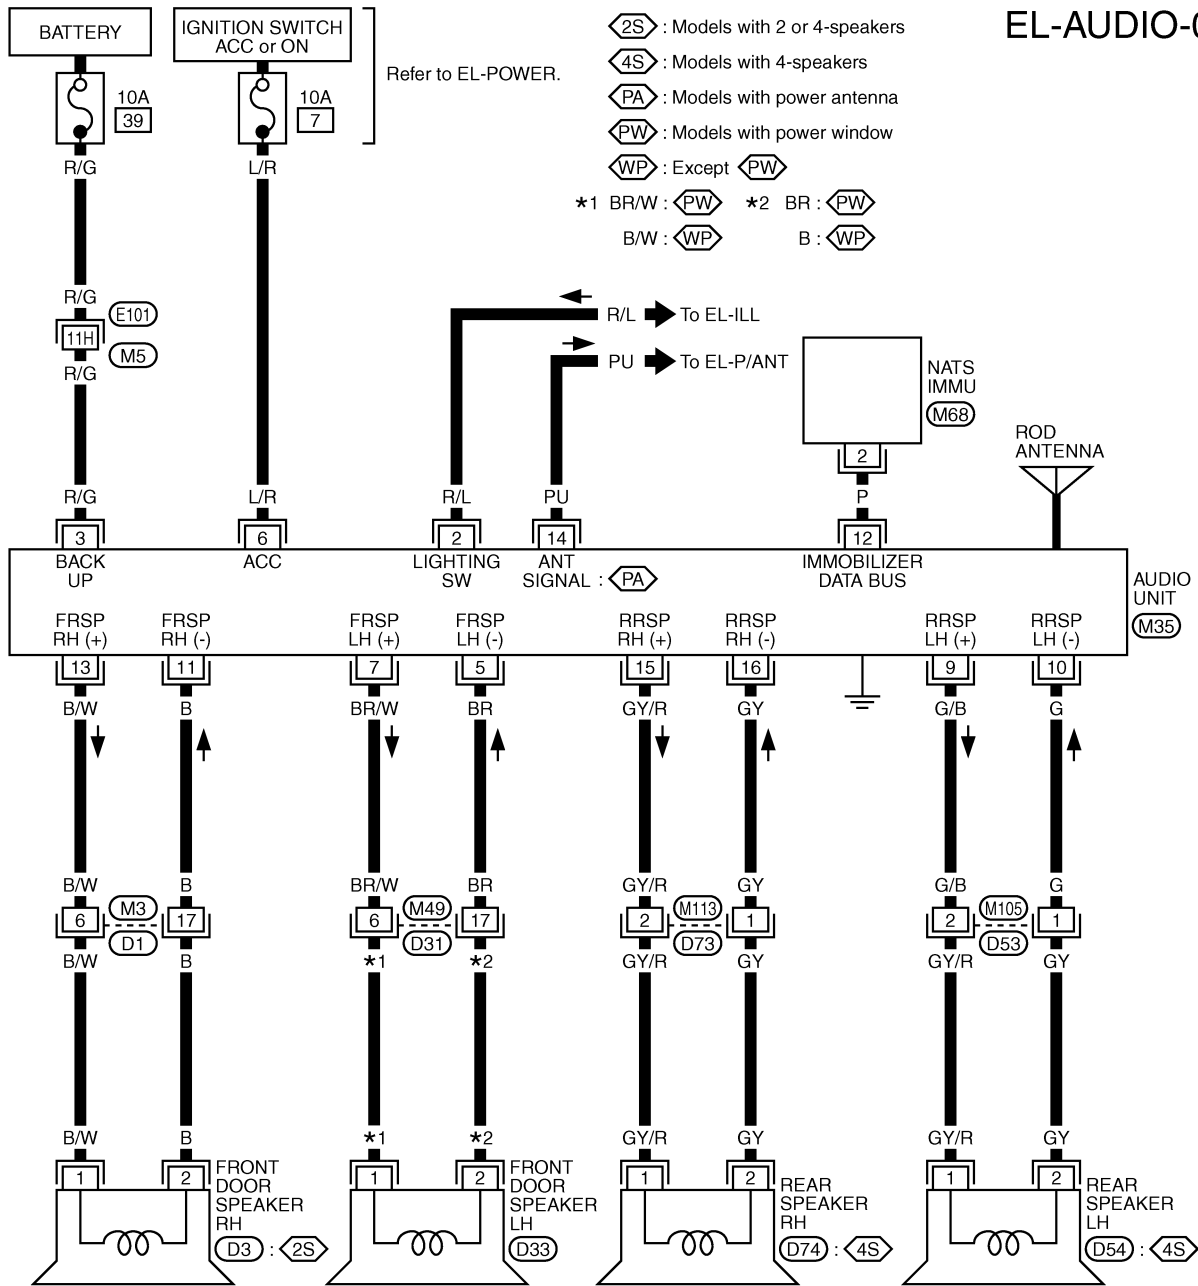 BATTERY
IGNITION SWITCH
ACC or ON
EL-AUDIO-0
2S : Models with 2 or 4-speakers
4S : Models with 4-speakers
PA : Models with power antenna
PW : Models with power window
WP : Except PW
*1 BR/W : PW *2 BR : PW
B/W : WP B : WP
Refer to EL-POWER.
10A
39
10A
7
R/G L/R
R/G
E101
11H
M5
R/G
R/L To EL-ILL
PU To EL-P/ANT
NATS
IMMU
M68
2
P
ROD
ANTENNA
R/G L/R R/L PU
3 6 2 14 12
BACK
UP
ACC
LIGHTING
SW
ANT
SIGNAL : PA
IMMOBILIZER
DATA BUS
AUDIO
UNIT
M35
FRSP
RH (+)
FRSP
RH (-)
FRSP
LH (+)
FRSP
LH (-)
RRSP
RH (+)
RRSP
RH (-)
RRSP
LH (+)
RRSP
LH (-)
13 11 7 5 15 16 9 10
B/W B BR/W BR GY/R GY G/B G
B/W B BR/W BR GY/R GY G/B G
6 M3 17 6 M49 17 2 M113 1 2 M105 1
D1 D31 D73 D53
B/W B *1 *2 GY/R GY GY/R GY
B/W B *1 *2 GY/R GY GY/R GY
1 2 1 2 1 2 1 2
FRONT
DOOR
SPEAKER
RH
D3 : 2S
FRONT
DOOR
SPEAKER
LH
D33
REAR
SPEAKER
RH
D74 : 4S
REAR
SPEAKER
LH
D54 : 4S